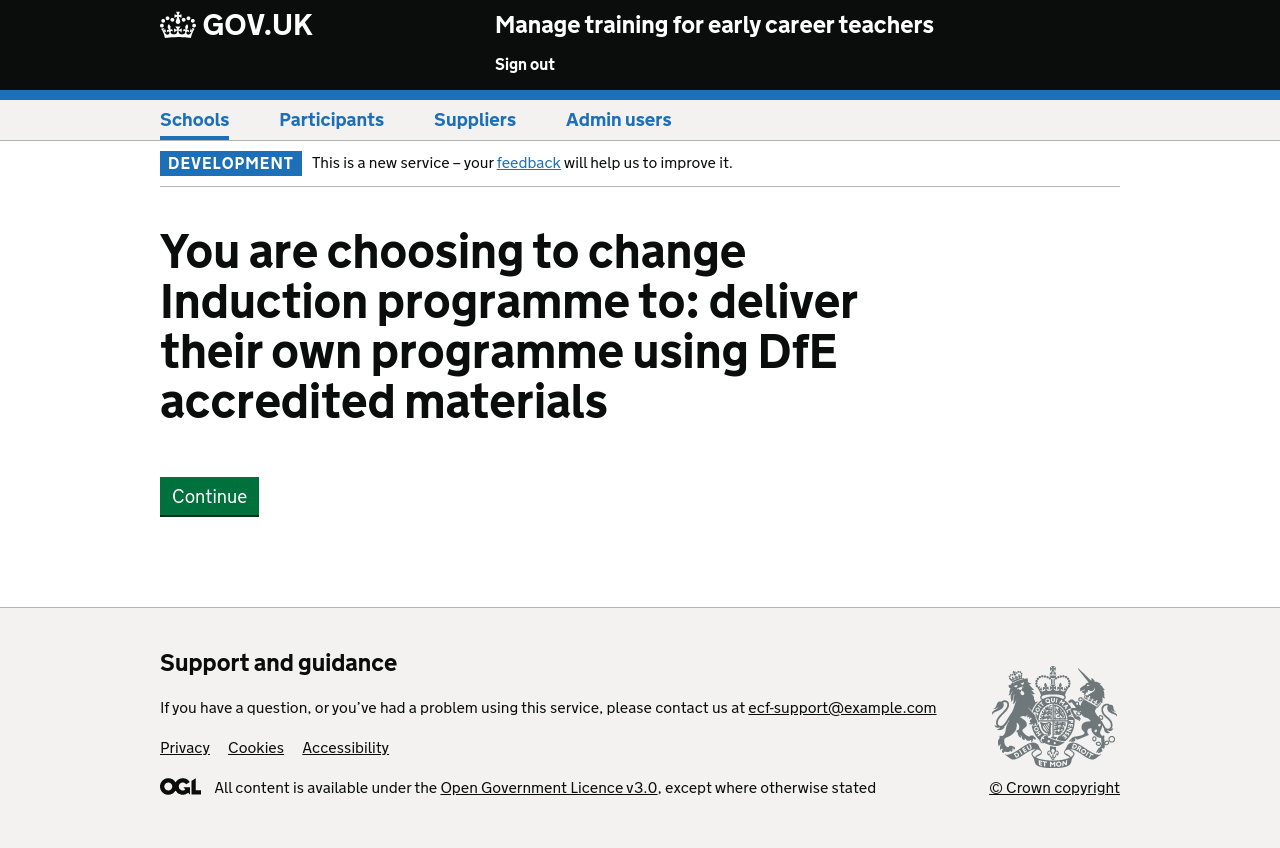 GOV.UK
Manage training for early career teachers
Sign out
Schools
Participants
Suppliers
Admin users
DEVELOPMENT
This is a new service – your feedback will help us to improve it.
You are choosing to change
Induction programme to: deliver
their own programme using DfE
accredited materials
Continue
Support and guidance
If you have a question, or you’ve had a problem using this service, please contact us at ecf-support@example.com
Privacy
Cookies
Accessibility
OGL
All content is available under the Open Government Licence v3.0, except where otherwise stated
DIEU ET MON DROIT
© Crown copyright